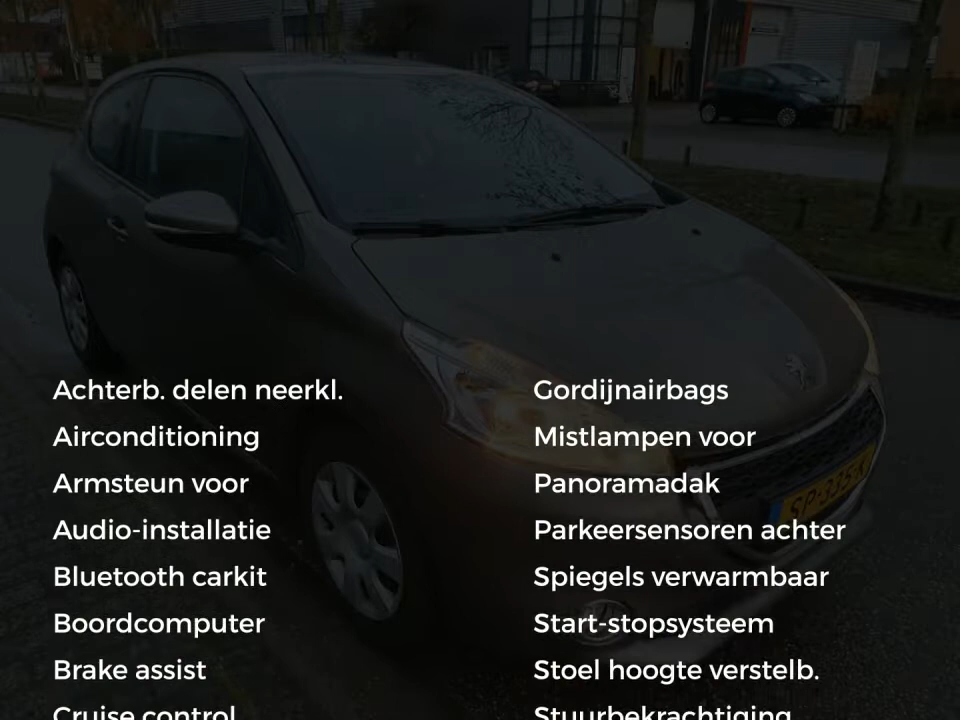 Achterb. delen neerkl.
Airconditioning
Armsteun voor
Audio-installatie
Bluetooth carkit
Boordcomputer
Brake assist
Cruise control
Gordijnairbags
Mistlampen voor
Panoramadak
Parkeersensoren achter
Spiegels verwarmbaar
Start-stopsysteem
Stoel hoogte verstelb.
Stuurbekrachtiging